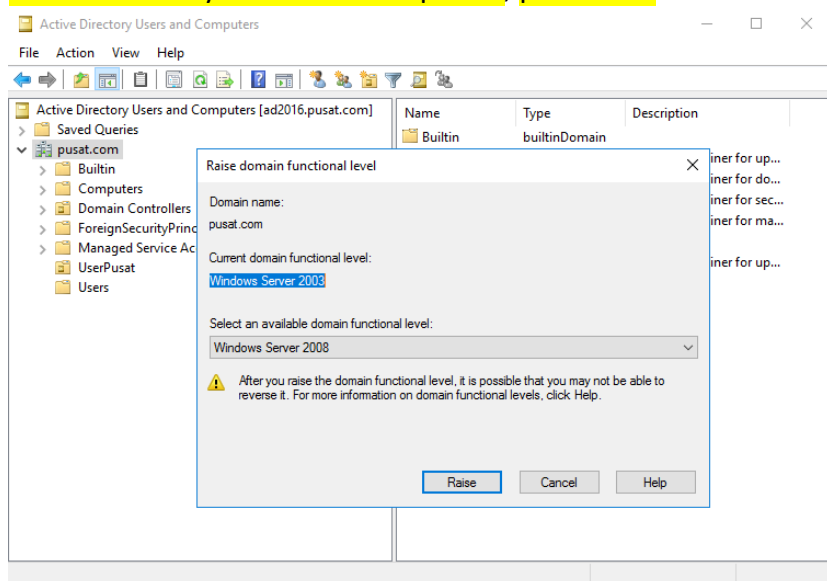 Active Directory Users and Computers
File Action View Help
Active Directory Users and Computers [ad2016.pusat.com]
Saved Queries
pusat.com
Builtin
Computers
Domain Controllers
ForeignSecurityPrinc
Managed Service Ac
UserPusat
Users
Name Type Description
Builtin builtinDomain
iner for up...
iner for do...
iner for sec...
iner for ma...
iner for up...
Raise domain functional level
Domain name:
pusat.com
Current domain functional level:
Windows Server 2003
Select an available domain functional level:
Windows Server 2008
After you raise the domain functional level, it is possible that you may not be able to
reverse it. For more information on domain functional levels, click Help.
Raise Cancel Help